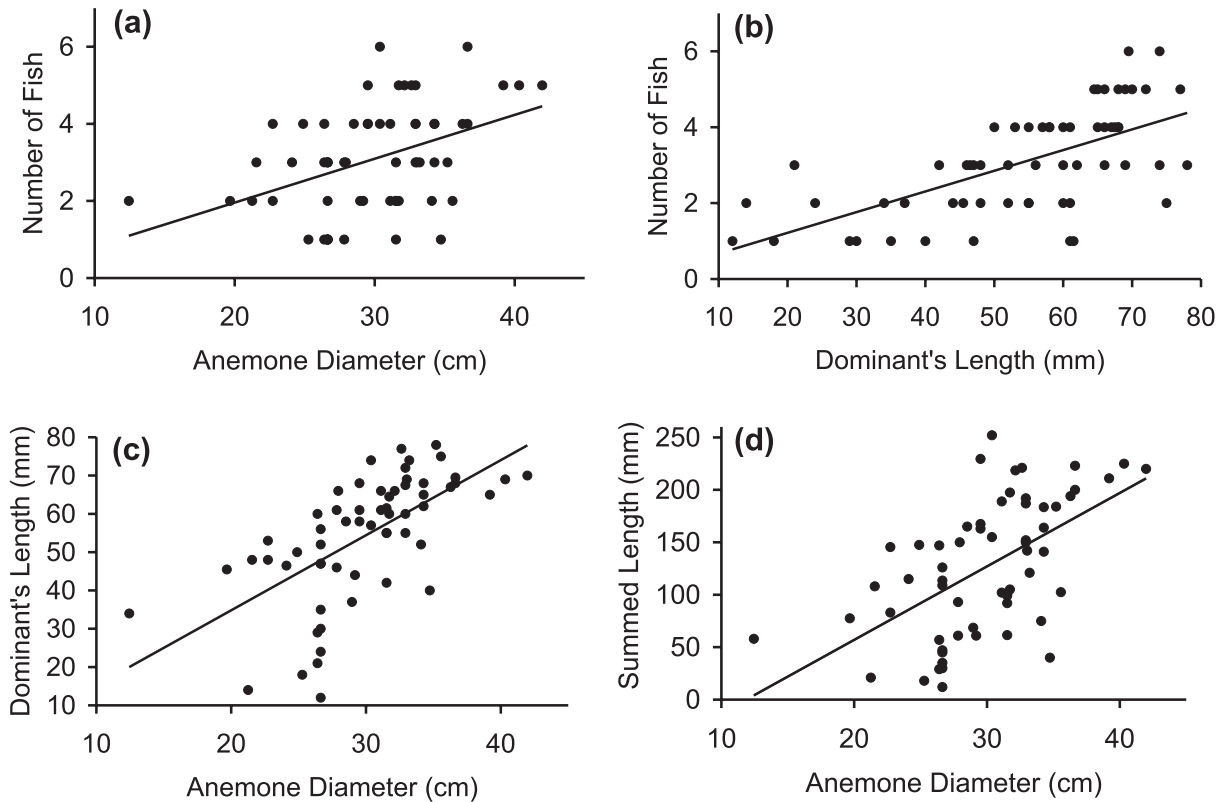 (a)
Number of Fish
6
4
2
0
10 20 30 40
Anemone Diameter (cm)
(b)
Number of Fish
6
4
2
0
10 20 30 40 50 60 70 80
Dominant's Length (mm)
(c)
Dominant's Length (mm)
80
70
60
50
40
30
20
10
10 20 30 40
Anemone Diameter (cm)
(d)
Summed Length (mm)
250
200
150
100
50
0
10 20 30 40
Anemone Diameter (cm)